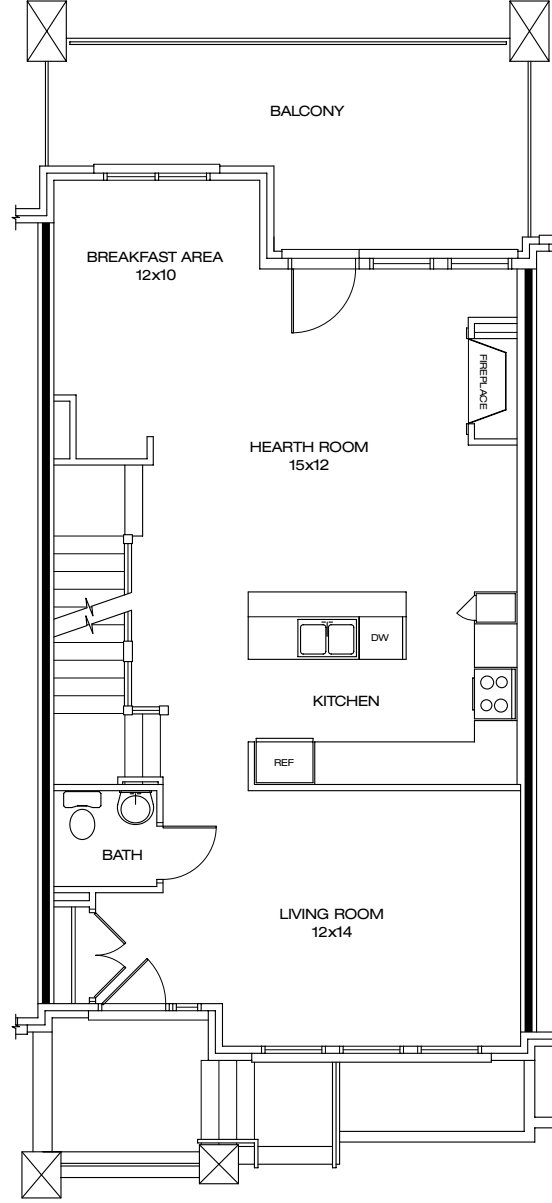 BALCONY
BREAKFAST AREA
12x10
FIREPLACE
HEARTH ROOM
15x12
DW
KITCHEN
REF
BATH
LIVING ROOM
12x14